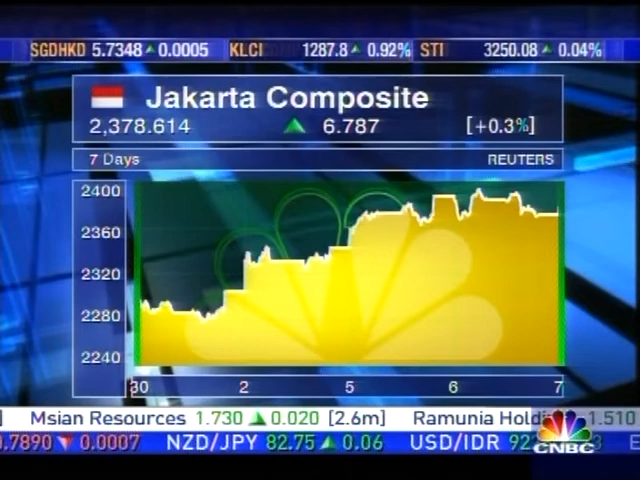 SGDHKD 5.7348 ▲ 0.0005 KLCI 1287.8 ▲ 0.92% STI 3250.08 ▲ 0.04%
Jakarta Composite
2,378.614 ▲ 6.787 [+0.3%]
7 Days REUTERS
2400
2360
2320
2280
2240
30 2 5 6 7
Msian Resources 1.730 ▲ 0.020 [2.6m] Ramunia 1.510
.7890 ▼ 0.0007 NZD/JPY 82.75 ▲ 0.06 USD/IDR
CNBC